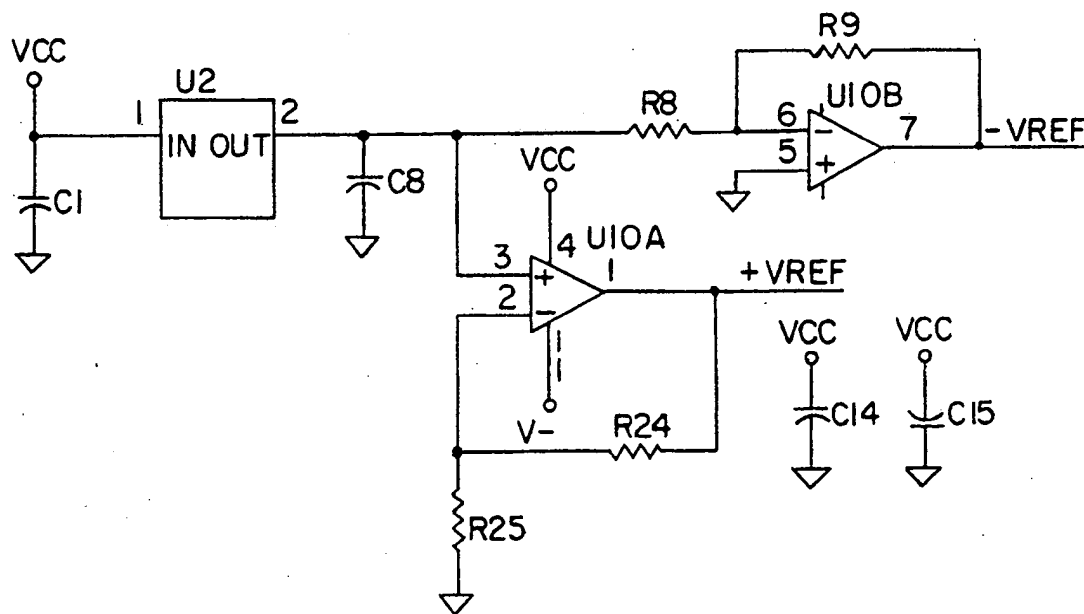 R9
VCC
U2
1
2
R8
6
U10B
IN OUT
7
-VREF
5
VCC
C1
C8
4
U10A
3
1
+VREF
2
11
VCC
VCC
V-
R24
C14
C15
R25